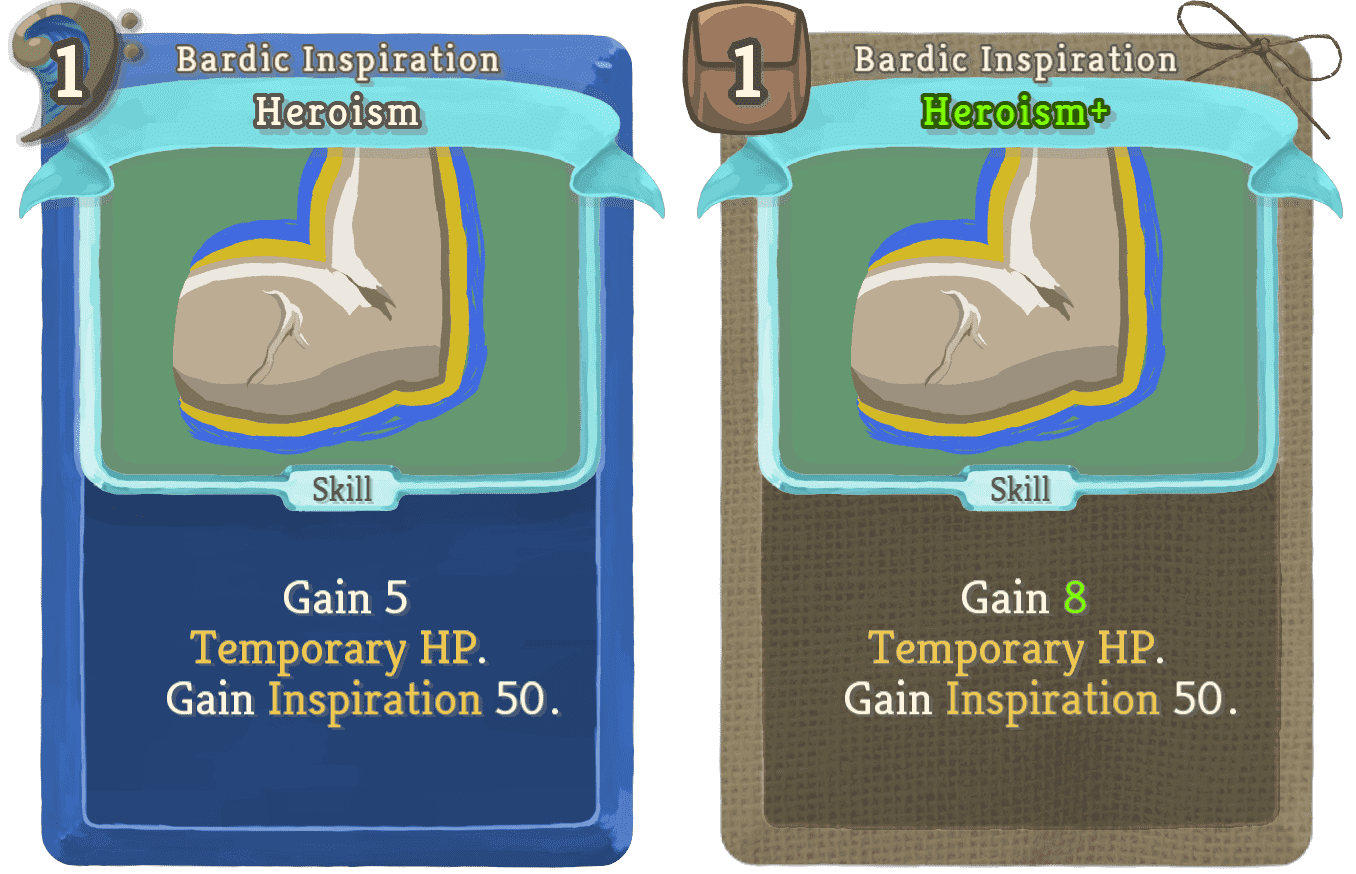 1
Bardic Inspiration
Heroism
Skill
Gain 5
Temporary HP.
Gain Inspiration 50.
1
Bardic Inspiration
Heroism+
Skill
Gain 8
Temporary HP.
Gain Inspiration 50.